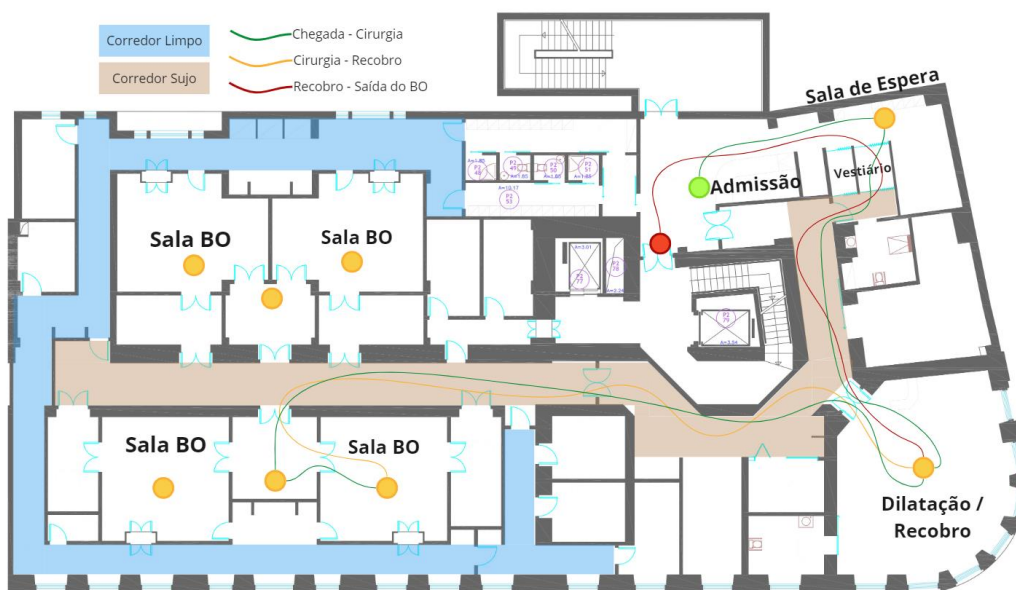 Corredor Limpo
Corredor Sujo
Chegada - Cirurgia
Cirurgia - Recobro
Recobro - Saída do BO
Sala de Espera
Vestiário
Admissão
Sala BO
Sala BO
Sala BO
Sala BO
Dilatação /
Recobro